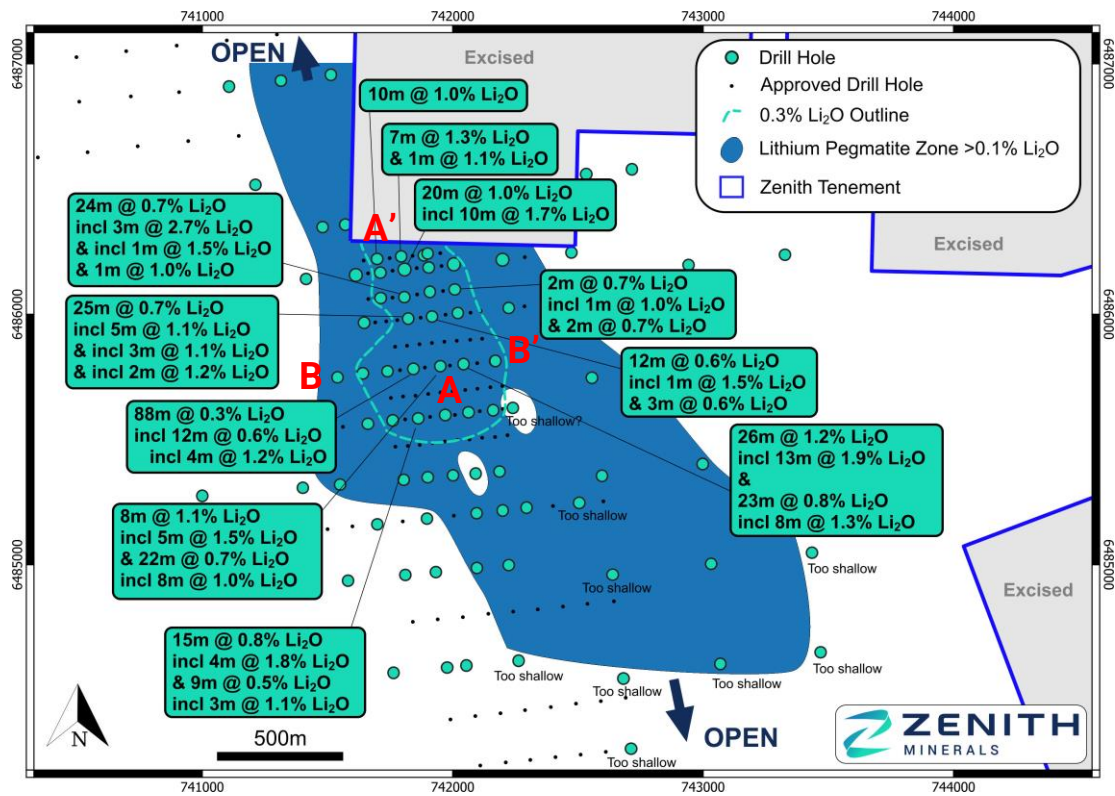 741000
742000
743000
744000
6487000
6487000
OPEN
Excised
Drill Hole
Approved Drill Hole
0.3% Li₂O Outline
Lithium Pegmatite Zone >0.1% Li₂O
Zenith Tenement
10m @ 1.0% Li₂O
7m @ 1.3% Li₂O
& 1m @ 1.1% Li₂O
20m @ 1.0% Li₂O
incl 10m @ 1.7% Li₂O
A'
24m @ 0.7% Li₂O
incl 3m @ 2.7% Li₂O
& incl 1m @ 1.5% Li₂O
& 1m @ 1.0% Li₂O
Excised
2m @ 0.7% Li₂O
incl 1m @ 1.0% Li₂O
& 2m @ 0.7% Li₂O
6486000
6486000
25m @ 0.7% Li₂O
incl 5m @ 1.1% Li₂O
& incl 3m @ 1.1% Li₂O
& incl 2m @ 1.2% Li₂O
B
B'
A
12m @ 0.6% Li₂O
incl 1m @ 1.5% Li₂O
& 3m @ 0.6% Li₂O
88m @ 0.3% Li₂O
incl 12m @ 0.6% Li₂O
incl 4m @ 1.2% Li₂O
Too shallow?
26m @ 1.2% Li₂O
incl 13m @ 1.9% Li₂O
&
23m @ 0.8% Li₂O
incl 8m @ 1.3% Li₂O
8m @ 1.1% Li₂O
incl 5m @ 1.5% Li₂O
& 22m @ 0.7% Li₂O
incl 8m @ 1.0% Li₂O
Too shallow
6485000
6485000
Too shallow
Too shallow
Excised
15m @ 0.8% Li₂O
incl 4m @ 1.8% Li₂O
& 9m @ 0.5% Li₂O
incl 3m @ 1.1% Li₂O
Too shallow
Too shallow
Too shallow
Too shallow
N
500m
OPEN
Too shallow
ZENITH
MINERALS
741000
742000
743000
744000